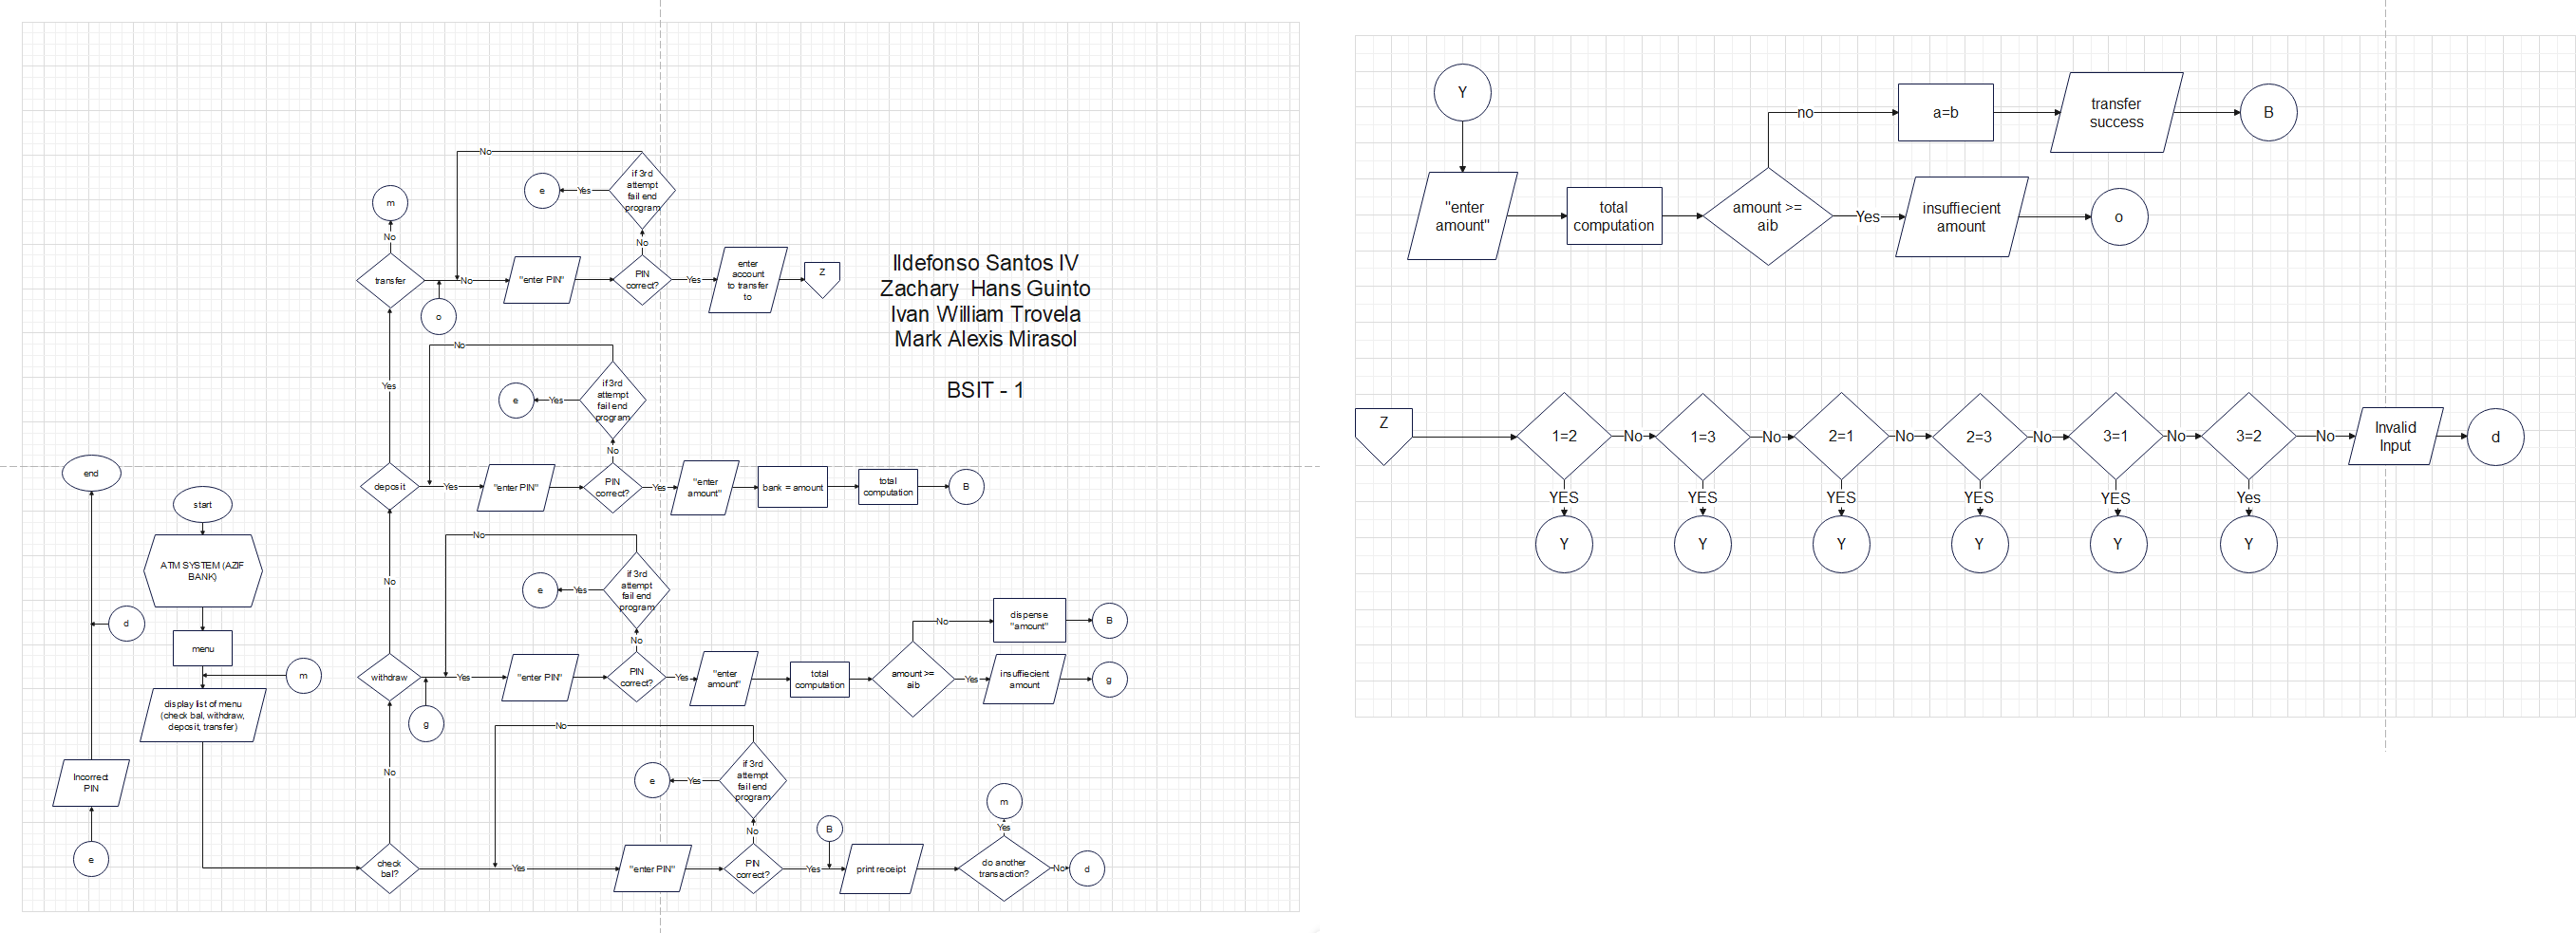 No
if 3rd
attempt
fail end
program
Yes
e
m
No
No
transfer
No
"enter PIN"
PIN
correct?
Yes
enter
account
to transfer
to
Z
o
Ildefonso Santos IV
Zachary Hans Guinto
Ivan William Trovela
Mark Alexis Mirasol
BSIT - 1
No
Yes
if 3rd
attempt
fail end
program
Yes
e
No
deposit
Yes
"enter PIN"
PIN
correct?
Yes
"enter
amount"
bank = amount
total
computation
B
end
start
ATM SYSTEM (AZIF
BANK)
d
menu
m
display list of menu
(check bal, withdraw,
deposit, transfer)
Incorrect
PIN
e
No
No
if 3rd
attempt
fail end
program
Yes
e
No
withdraw
Yes
"enter PIN"
PIN
correct?
Yes
"enter
amount"
total
computation
amount >=
aib
No
dispense
"amount"
B
Yes
insuffiecient
amount
g
g
No
No
if 3rd
attempt
fail end
program
Yes
e
No
check
bal?
Yes
"enter PIN"
PIN
correct?
Yes
B
print receipt
do another
transaction?
Yes
m
No
d
Y
"enter
amount"
total
computation
amount >=
aib
no
a=b
transfer
success
B
Yes
insuffiecient
amount
o
Z
1=2
No
1=3
No
2=1
No
2=3
No
3=1
No
3=2
No
Invalid
Input
d
YES
YES
YES
YES
YES
Yes
Y
Y
Y
Y
Y
Y